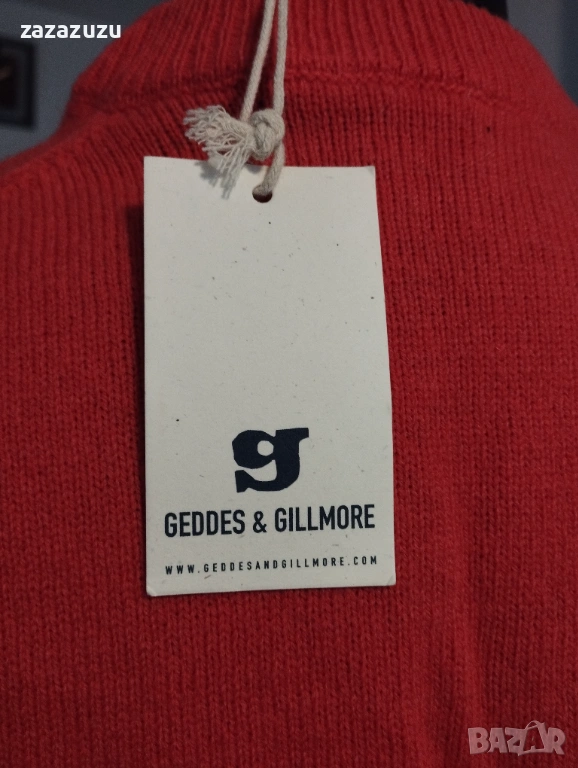 zazazuzu
g
GEDDES & GILLMORE
WWW.GEDDESANDGILLMORE.COM
BAZAR